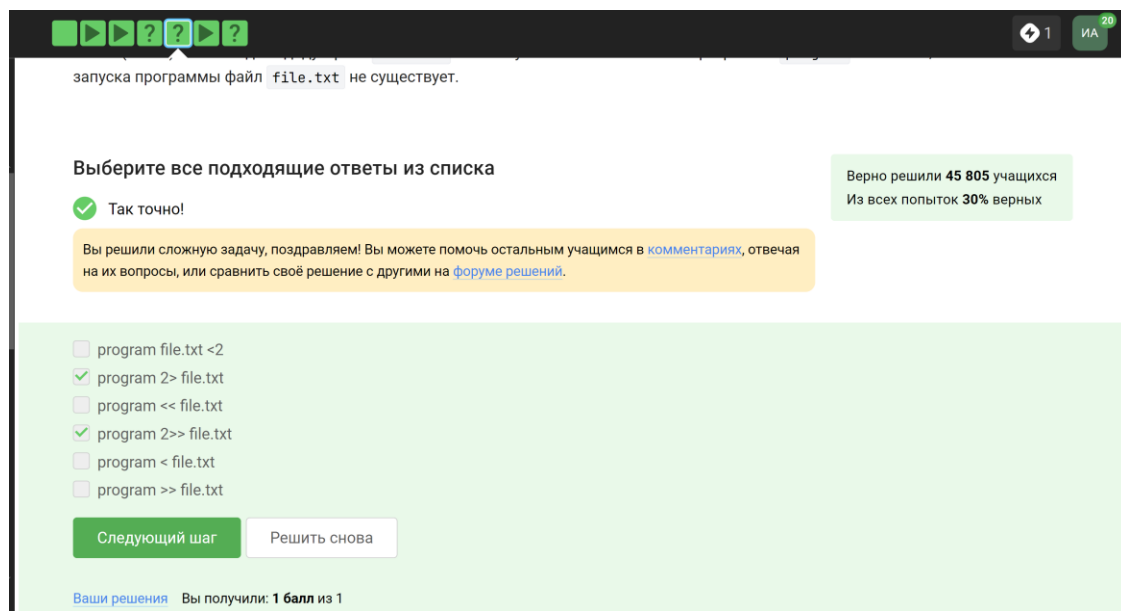 ? ? ?
1
ИА
20
запуска программы файл file.txt не существует.
Выберите все подходящие ответы из списка
Так точно!
Верно решили 45 805 учащихся
Из всех попыток 30% верных
Вы решили сложную задачу, поздравляем! Вы можете помочь остальным учащимся в комментариях, отвечая
на их вопросы, или сравнить своё решение с другими на форуме решений.
program file.txt <2
program 2> file.txt
program << file.txt
program 2>> file.txt
program < file.txt
program >> file.txt
Следующий шаг
Решить снова
Ваши решения Вы получили: 1 балл из 1